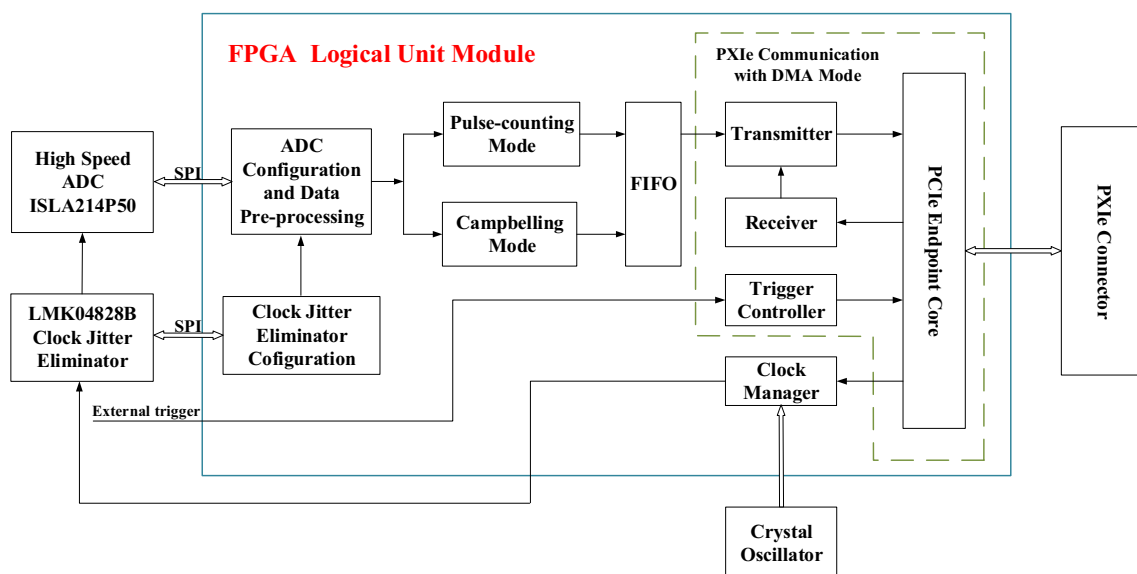 FPGA  Logical Unit Module
PXIe Communication
with DMA Mode
High Speed
ADC
ISLA214P50
SPI
ADC
Configuration
and Data
Pre-processing
Pulse-counting
Mode
Campbelling
Mode
FIFO
Transmitter
Receiver
Trigger
Controller
PCIe Endpoint Core
PXIe Connector
LMK04828B
Clock Jitter
Eliminator
SPI
Clock Jitter
Eliminator
Cofiguration
Clock
Manager
External trigger
Crystal
Oscillator